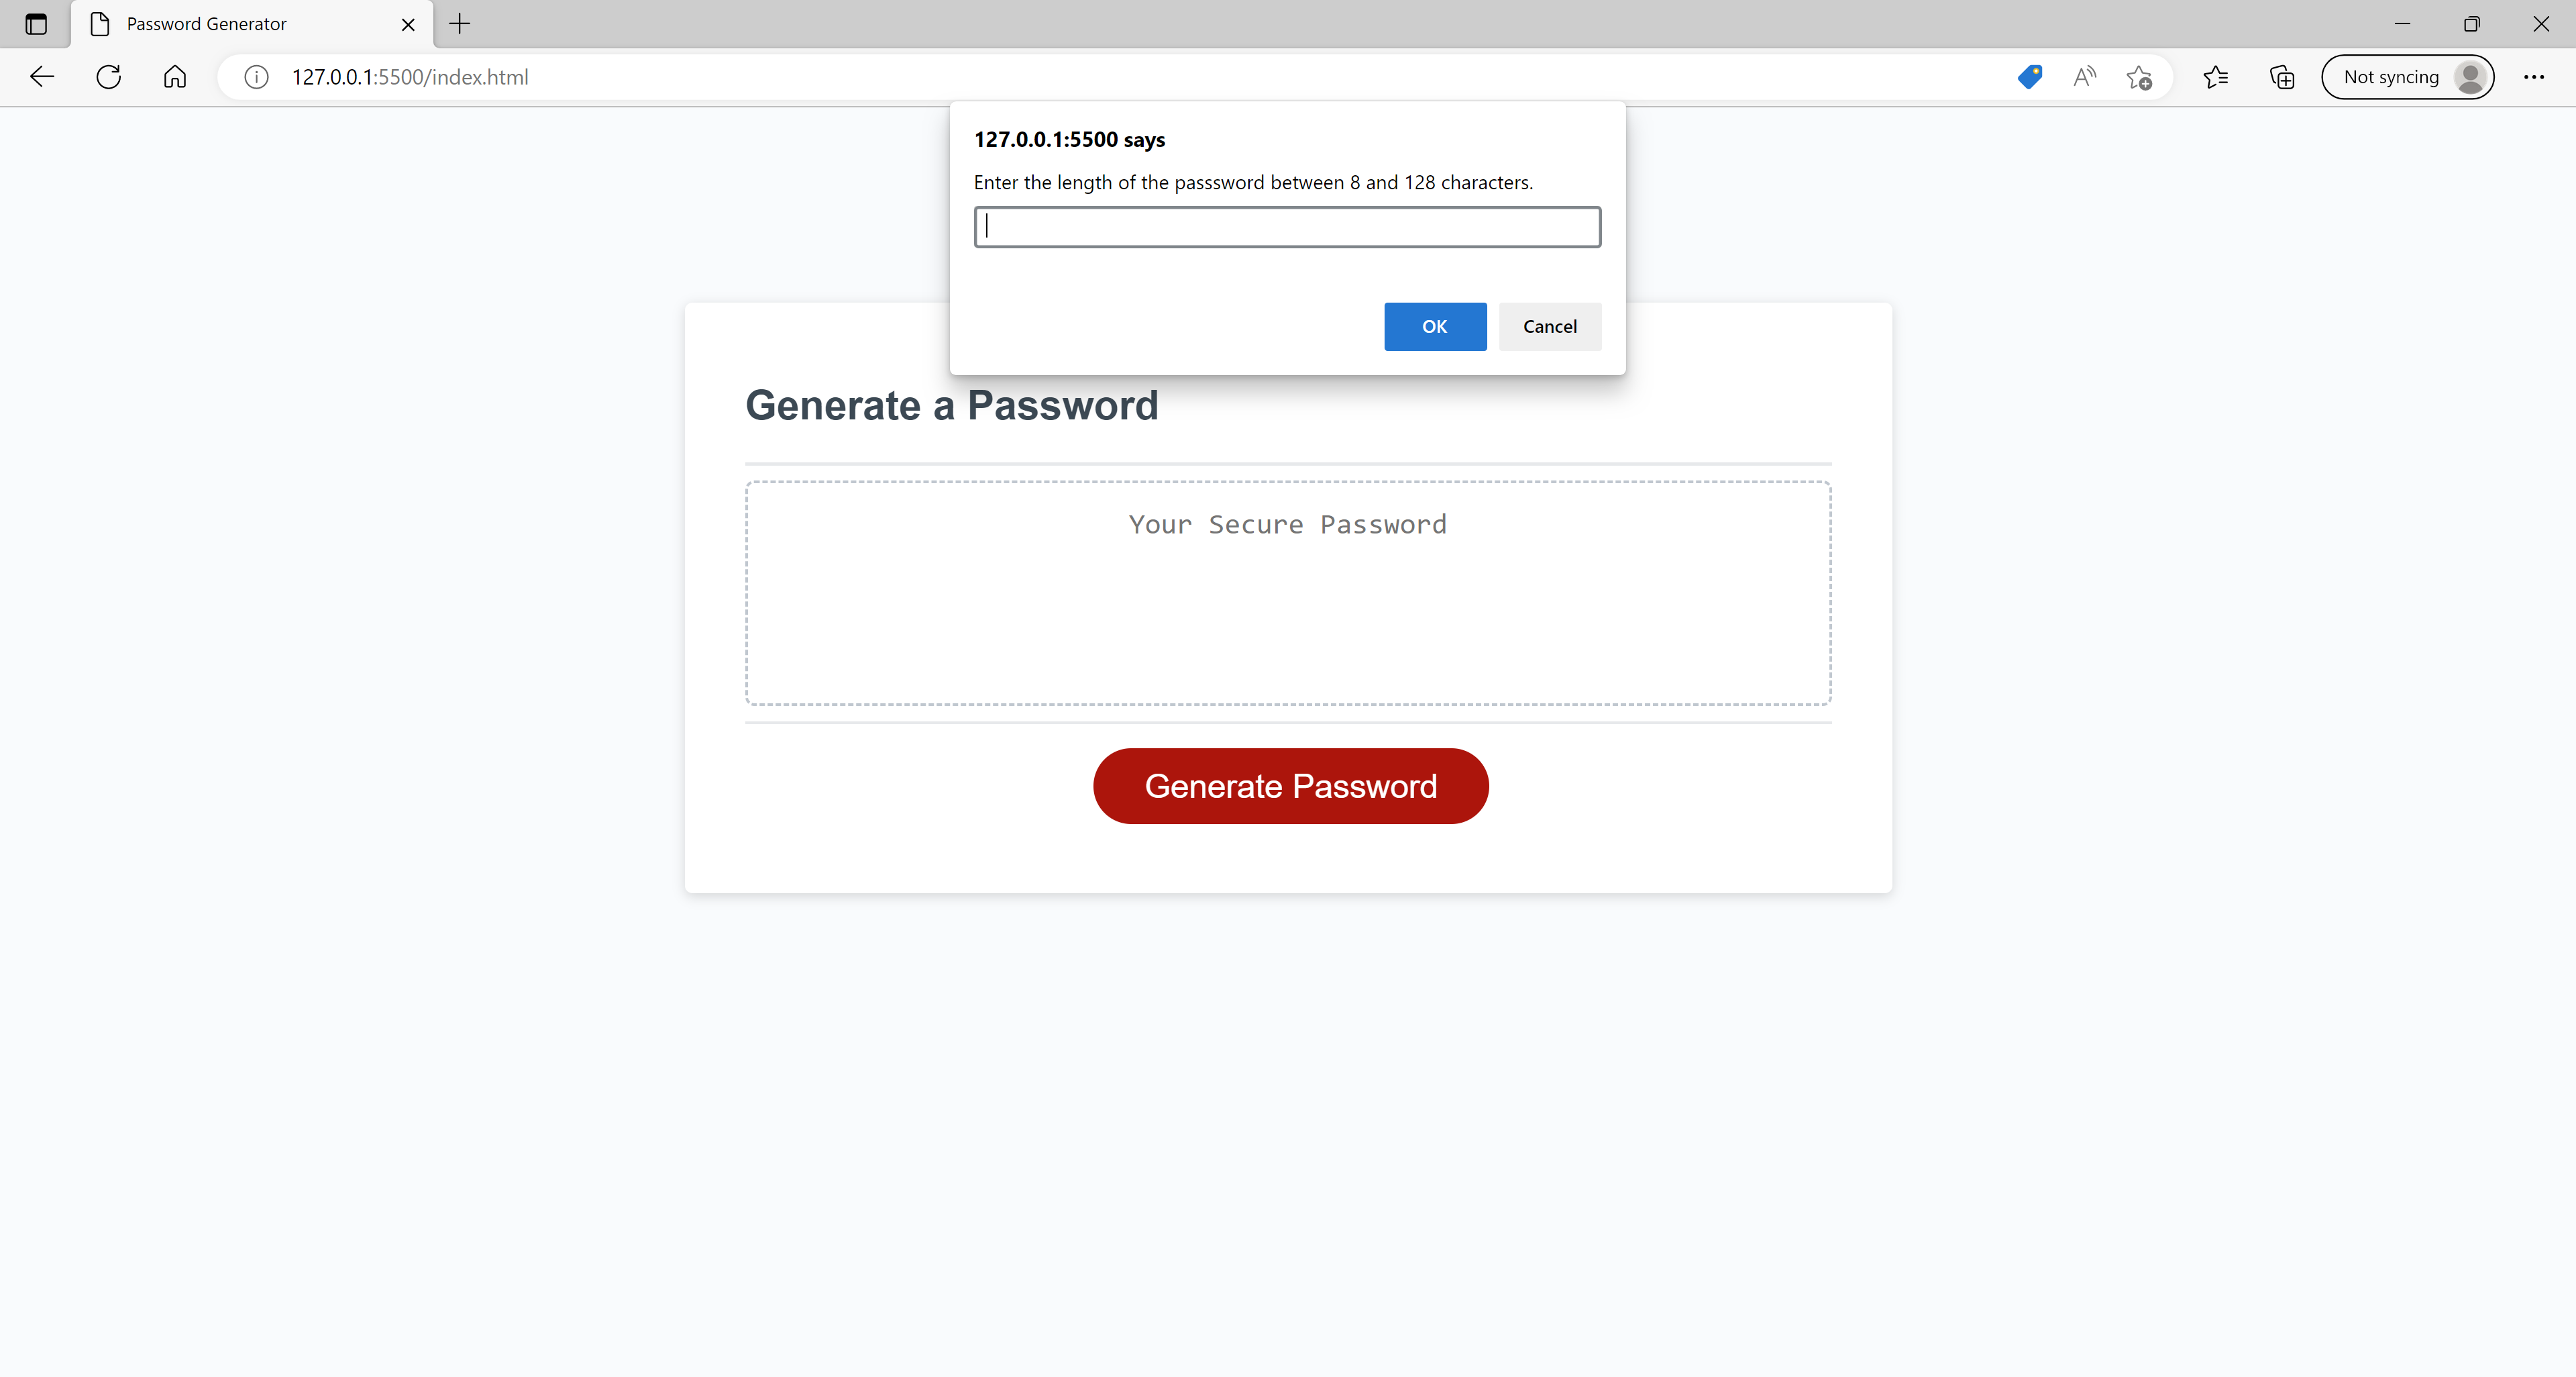 Password Generator
127.0.0.1:5500/index.html
Not syncing
127.0.0.1:5500 says
Enter the length of the passsword between 8 and 128 characters.
OK
Cancel
Generate a Password
Your Secure Password
Generate Password